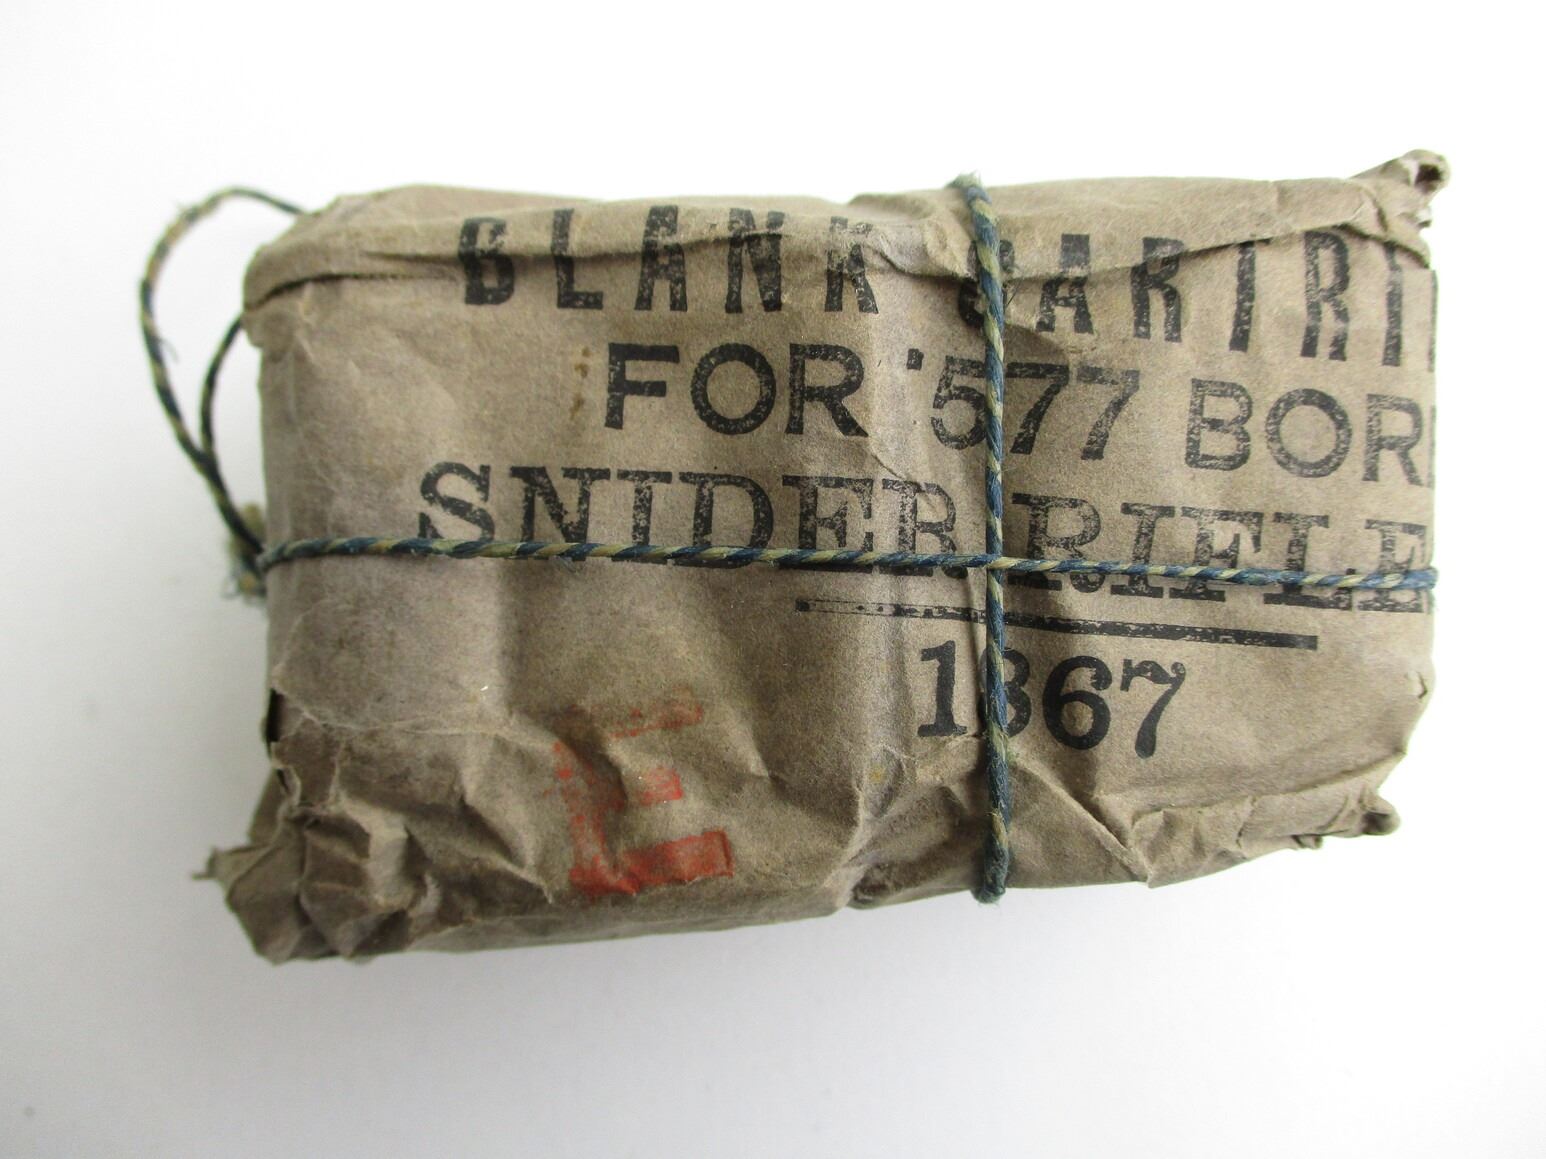 BLANK CARTRI
FOR '577 BOR
SNIDER RIFLE
1867
E